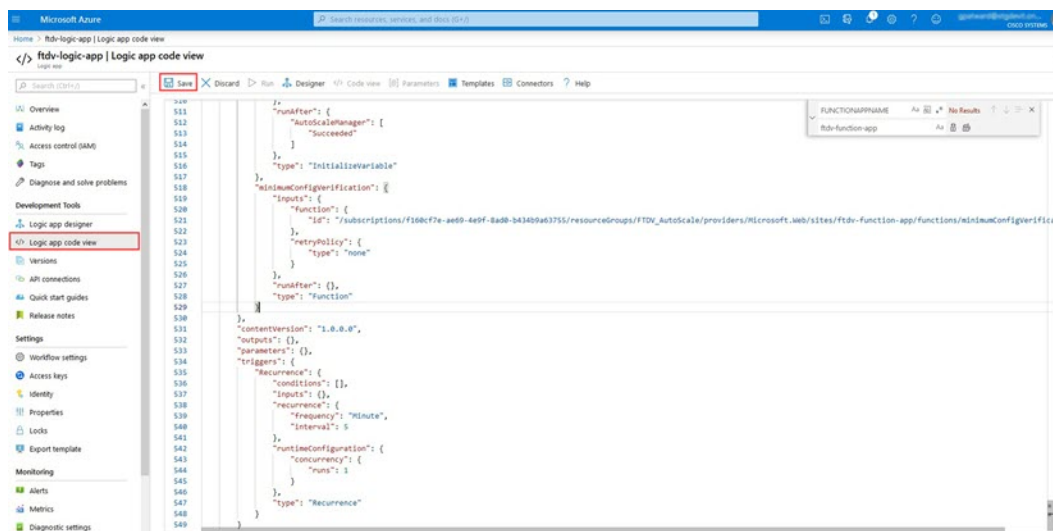 Microsoft Azure
Search resources, services, and docs (G+/)
CISCO SYSTEMS
Home > ftdv-logic-app | Logic app code view
</> ftdv-logic-app | Logic app code view
Logic app
Search (Ctrl+/)
Save Discard Run Designer </> Code view [@] Parameters Templates Connectors ? Help
Overview
Activity log
Access control (IAM)
Tags
Diagnose and solve problems
Development Tools
Logic app designer
</> Logic app code view
Versions
API connections
Quick start guides
Release notes
Settings
Workflow settings
Access keys
Identity
Properties
Locks
Export template
Monitoring
Alerts
Metrics
Diagnostic settings
FUNCTIONAPPNAME Aa No Results
ftdv-function-app
510 },
511 "runAfter": {
512 "AutoScaleManager": [
513 "Succeeded"
514 ]
515 },
516 "type": "InitializeVariable"
517 },
518 "minimumConfigVerification": {
519 "inputs": {
520 "function": {
521 "id": "/subscriptions/f160cf7e-ae69-4e9f-8ad0-b434b9a63755/resourceGroups/FTDV_AutoScale/providers/Microsoft.Web/sites/ftdv-function-app/functions/minimumConfigVerifica
522 },
523 "retryPolicy": {
524 "type": "none"
525 }
526 },
527 "runAfter": {},
528 "type": "Function"
529 }
530 },
531 "contentVersion": "1.0.0.0",
532 "outputs": {},
533 "parameters": {},
534 "triggers": {
535 "Recurrence": {
536 "conditions": [],
537 "inputs": {},
538 "recurrence": {
539 "frequency": "Minute",
540 "interval": 5
541 },
542 "runtimeConfiguration": {
543 "concurrency": {
544 "runs": 1
545 }
546 },
547 "type": "Recurrence"
548 }
549 }